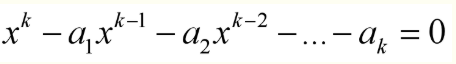 x^k − a_1x^{k−1} − a_2x^{k−2} − … − a_k = 0